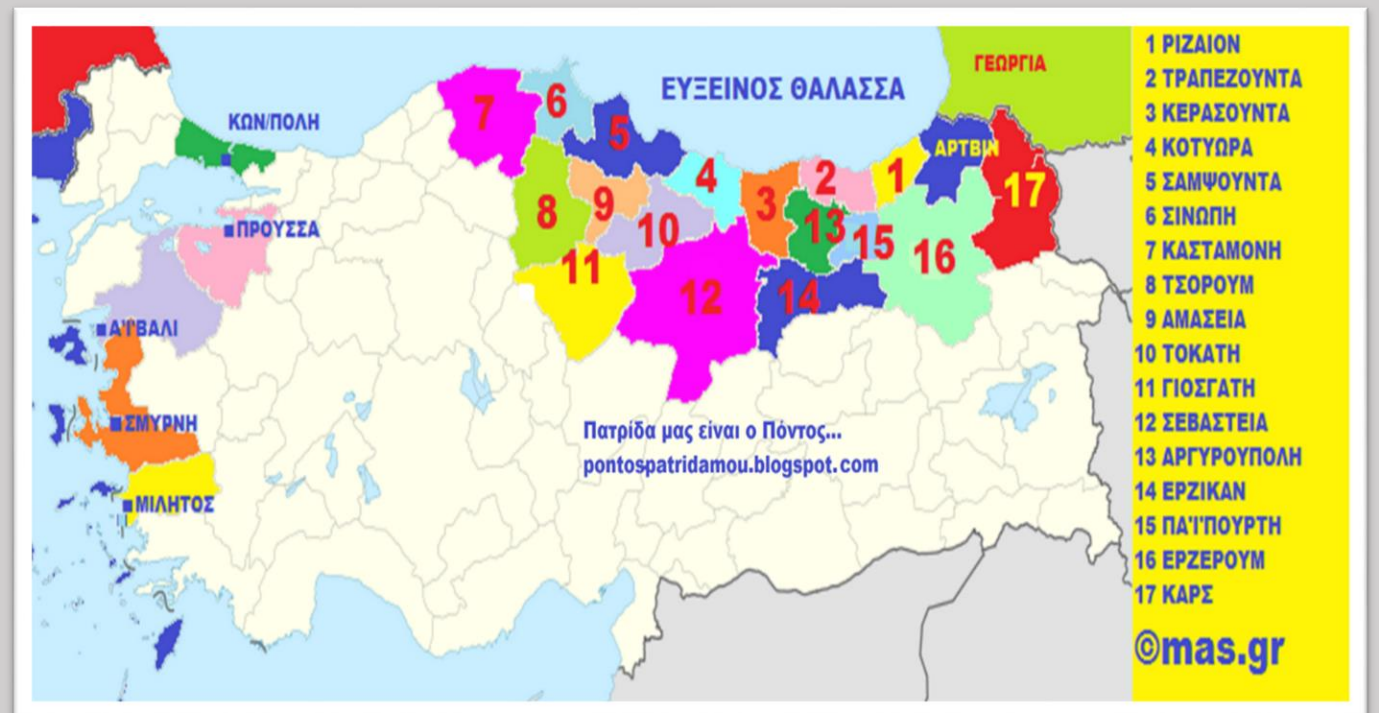 ΓΕΩΡΓΙΑ
ΕΥΞΕΙΝΟΣ ΘΑΛΑΣΣΑ
ΚΩΝ/ΠΟΛΗ
ΑΡΤΒΙΝ
7
6
5
4
3
2
1
17
8
9
10
13
15
16
11
12
14
ΠΡΟΥΣΣΑ
ΑΪΒΑΛΙ
ΣΜΥΡΝΗ
ΜΙΛΗΤΟΣ
Πατρίδα μας είναι ο Πόντος...
pontospatridamou.blogspot.com
1 ΡΙΖΑΙΟΝ
2 ΤΡΑΠΕΖΟΥΝΤΑ
3 ΚΕΡΑΣΟΥΝΤΑ
4 ΚΟΤΥΩΡΑ
5 ΣΑΜΨΟΥΝΤΑ
6 ΣΙΝΩΠΗ
7 ΚΑΣΤΑΜΟΝΗ
8 ΤΣΟΡΟΥΜ
9 ΑΜΑΣΕΙΑ
10 ΤΟΚΑΤΗ
11 ΓΙΟΣΓΑΤΗ
12 ΣΕΒΑΣΤΕΙΑ
13 ΑΡΓΥΡΟΥΠΟΛΗ
14 ΕΡΖΙΚΑΝ
15 ΠΑ'Ι'ΠΟΥΡΤΗ
16 ΕΡΖΕΡΟΥΜ
17 ΚΑΡΣ
©mas.gr